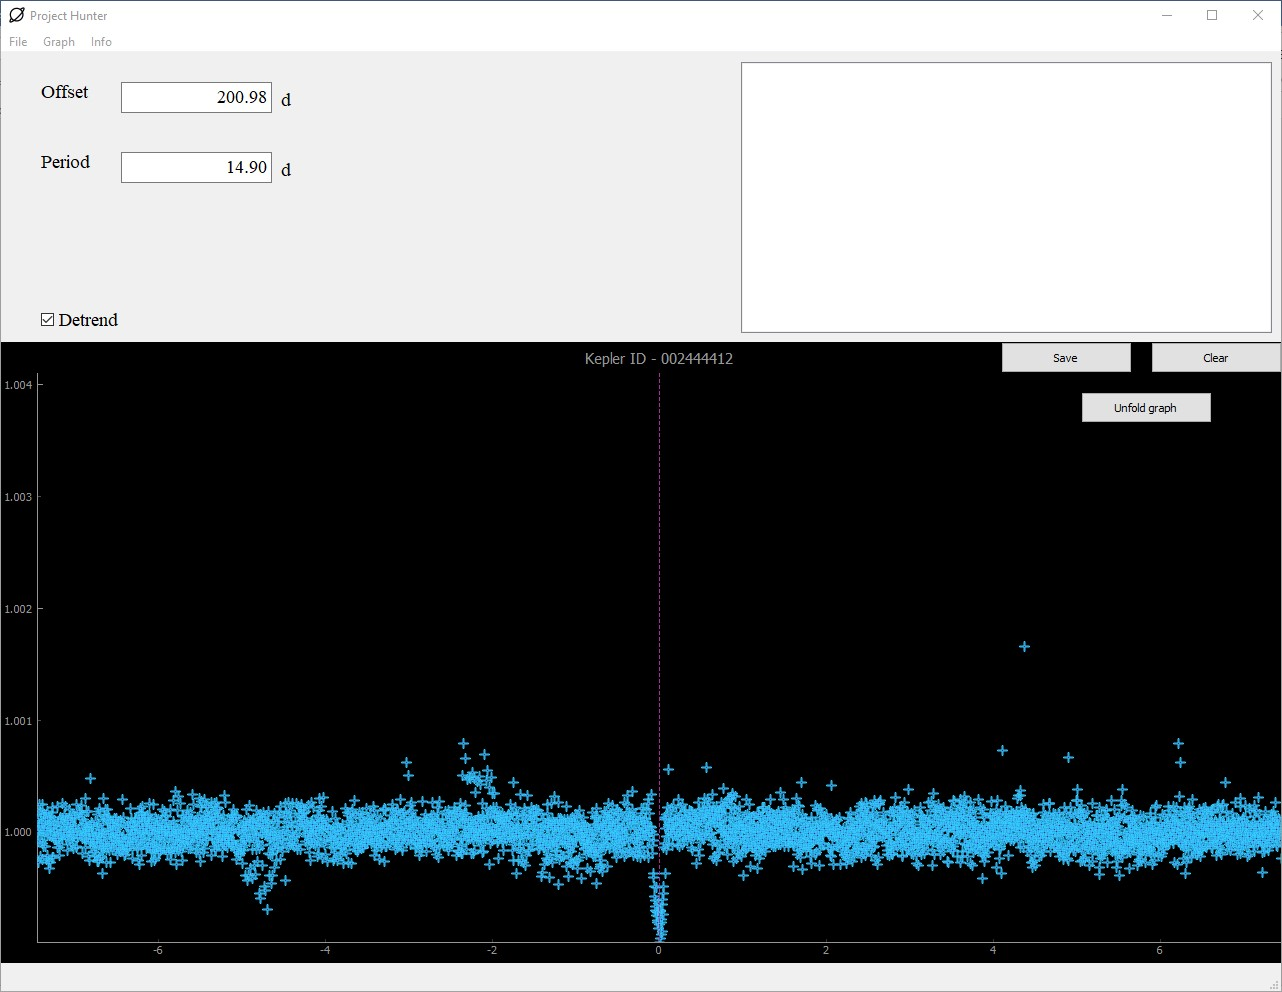 Project Hunter
File Graph Info
Offset 200.98 d
Period 14.90 d
Detrend
Kepler ID - 002444412
Save Clear
Unfold graph
1.004
1.003
1.002
1.001
1.000
-6 -4 -2 0 2 4 6